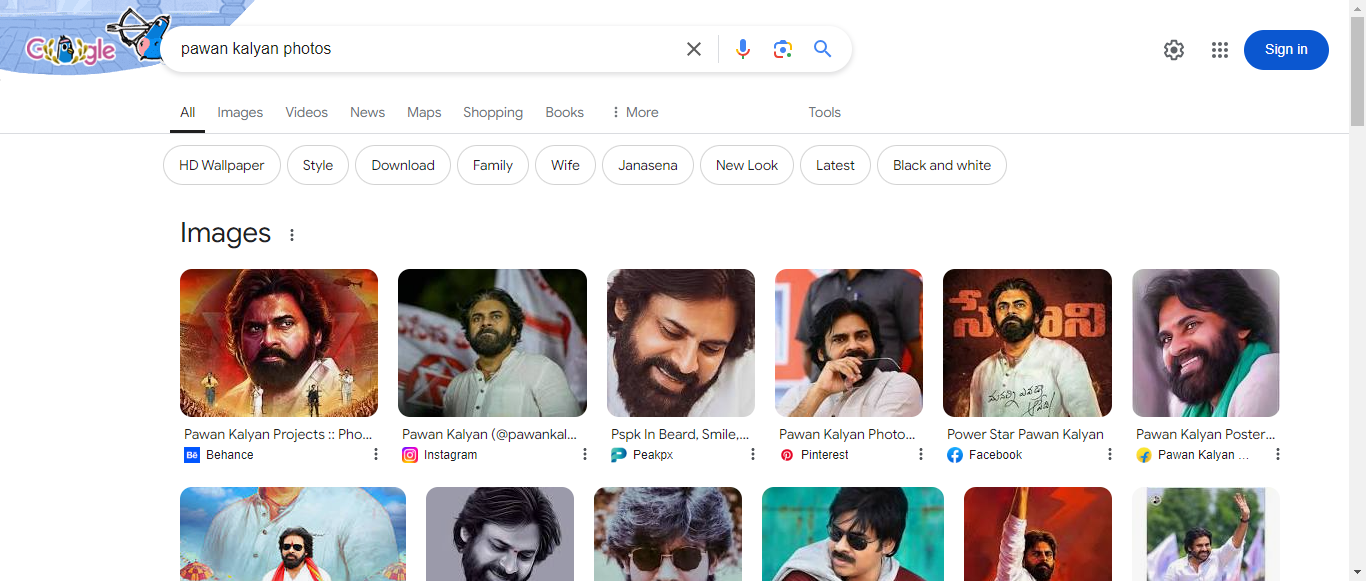 Google
pawan kalyan photos
Sign in
All Images Videos News Maps Shopping Books More Tools
HD Wallpaper Style Download Family Wife Janasena New Look Latest Black and white
Images
సేనాని
Pawan Kalyan Projects :: Pho... Pawan Kalyan (@pawankal... Pspk In Beard, Smile,... Pawan Kalyan Photo... Power Star Pawan Kalyan Pawan Kalyan Poster...
Bē Behance Instagram Peakpx Pinterest Facebook Pawan Kalyan ...